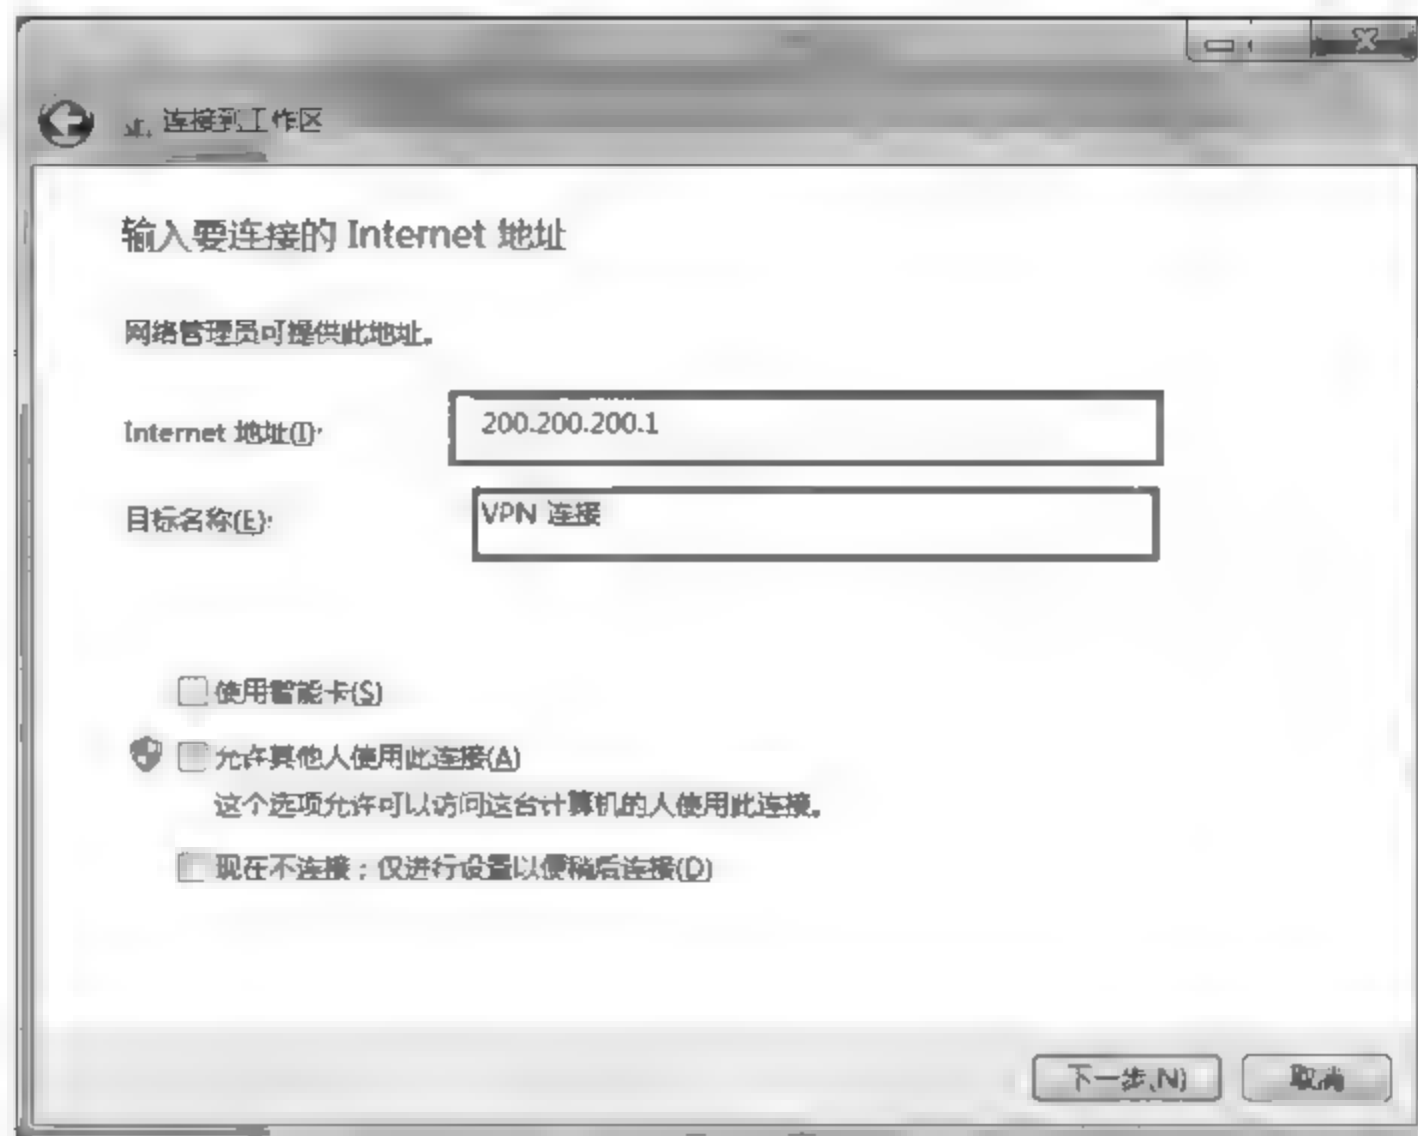 连接到工作区
输入要连接的 Internet 地址
网络管理员可提供此地址。
Internet 地址(I):
200.200.200.1
目标名称(E):
VPN 连接
使用智能卡(S)
允许其他人使用此连接(A)
这个选项允许可以访问这台计算机的人使用此连接。
现在不连接；仅进行设置以便稍后连接(D)
下一步(N)
取消